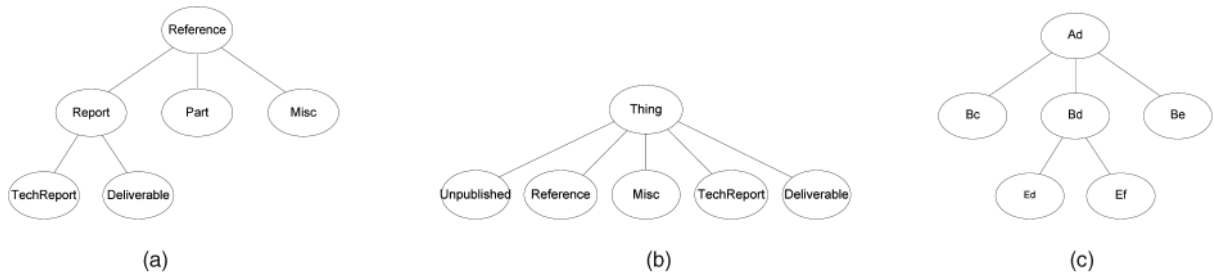 Reference
Report Part Misc
TechReport Deliverable
(a)
Thing
Unpublished Reference Misc TechReport Deliverable
(b)
Ad
Bc Bd Be
Ed Ef
(c)